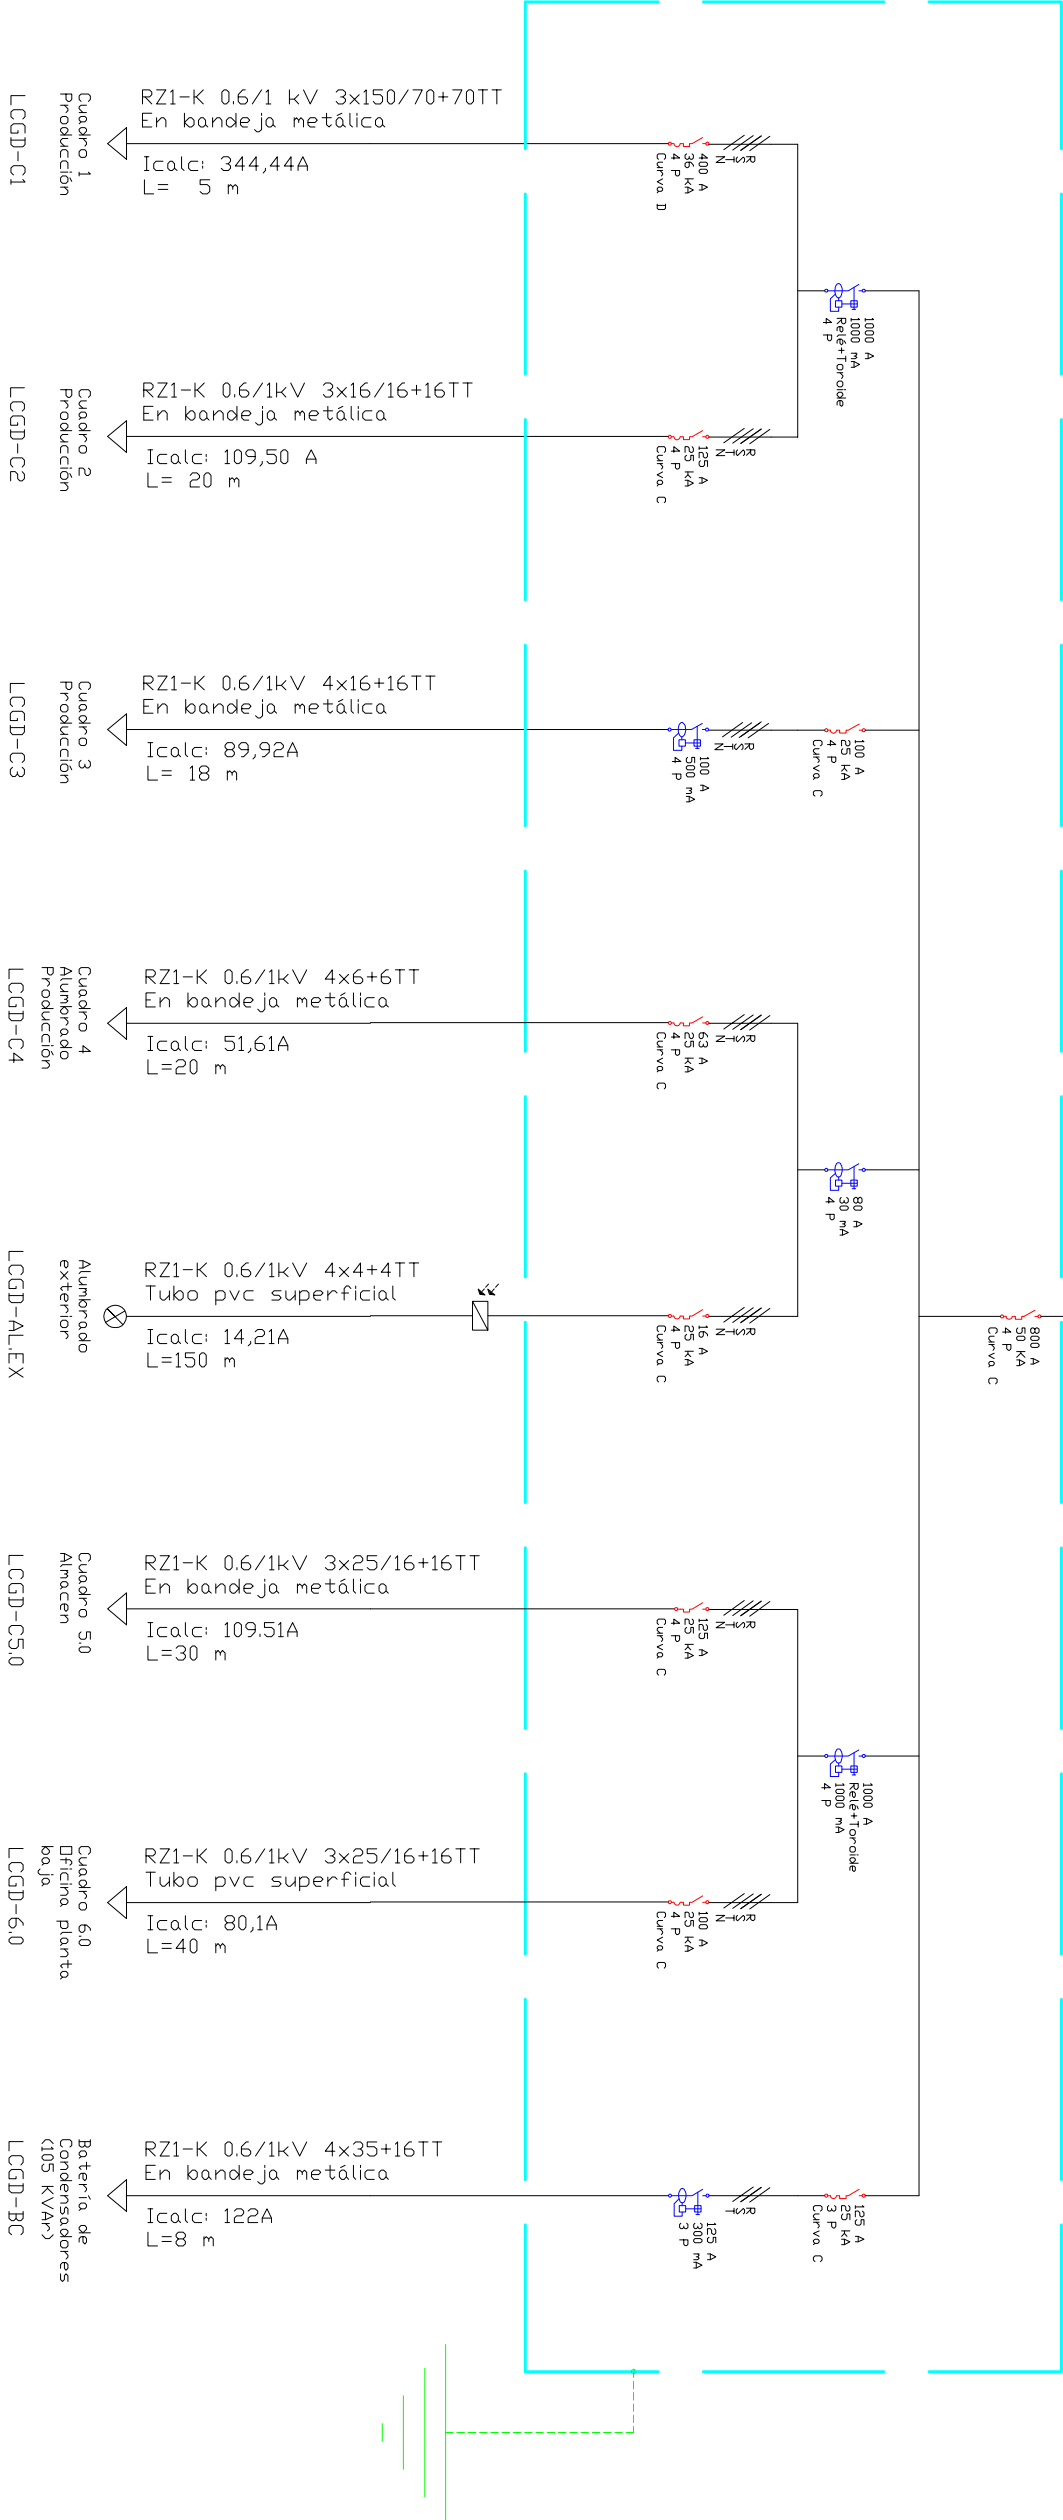 RZ1-K 0.6/1 kV 3x150/70+70TT
En bandeja metálica
Icalc: 344,44A
L= 5 m
Cuadro 1
Producción
LCGD-C1
400 A
36 kA
4 P
Curva D
R
S
T
N
1000 A
1000 mA
Relé+Toroide
4 P
RZ1-K 0.6/1kV 3x16/16+16TT
En bandeja metálica
Icalc: 109,50 A
L= 20 m
Cuadro 2
Producción
LCGD-C2
125 A
25 kA
4 P
Curva C
R
S
T
N
RZ1-K 0.6/1kV 4x16+16TT
En bandeja metálica
Icalc: 89,92A
L= 18 m
Cuadro 3
Producción
LCGD-C3
100 A
500 mA
4 P
R
S
T
N
100 A
25 kA
4 P
Curva C
RZ1-K 0.6/1kV 4x6+6TT
En bandeja metálica
Icalc: 51,61A
L=20 m
Cuadro 4
Alumbrado
Producción
LCGD-C4
63 A
25 kA
4 P
Curva C
R
S
T
N
80 A
30 mA
4 P
RZ1-K 0.6/1kV 4x4+4TT
Tubo pvc superficial
Icalc: 14,21A
L=150 m
Alumbrado
exterior
LCGD-AL.EX
16 A
25 kA
4 P
Curva C
R
S
T
N
800 A
50 KA
4 P
Curva C
RZ1-K 0.6/1kV 3x25/16+16TT
En bandeja metálica
Icalc: 109.51A
L=30 m
Cuadro 5.0
Almacen
LCGD-C5.0
125 A
25 kA
4 P
Curva C
R
S
T
N
1000 A
Relé+Toroide
1000 mA
4 P
RZ1-K 0.6/1kV 3x25/16+16TT
Tubo pvc superficial
Icalc: 80,1A
L=40 m
Cuadro 6.0
Oficina planta
baja
LCGD-6.0
100 A
25 kA
4 P
Curva C
R
S
T
N
RZ1-K 0.6/1kV 4x35+16TT
En bandeja metálica
Icalc: 122A
L=8 m
Batería de
Condensadores
(105 KVAr)
LCGD-BC
125 A
300 mA
3 P
R
S
T
125 A
25 kA
3 P
Curva C